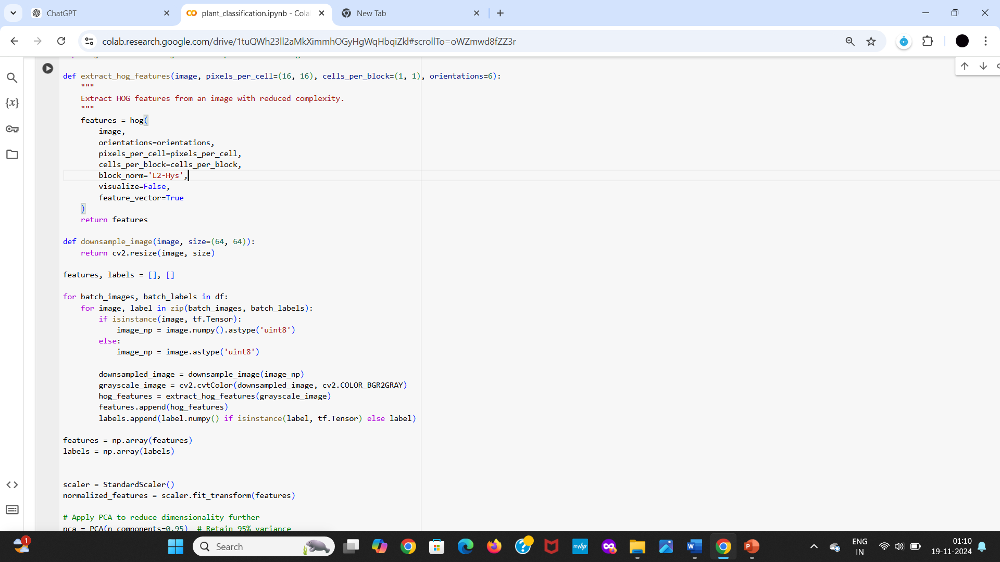 ChatGPT
plant_classification.ipynb - Cola
New Tab
colab.research.google.com/drive/1tuQWh23ll2aMkXimmhOGyHgWqHbqiZkl#scrollTo=oWZmwd8fZZ3r
def extract_hog_features(image, pixels_per_cell=(16, 16), cells_per_block=(1, 1), orientations=6):
"""
Extract HOG features from an image with reduced complexity.
"""
features = hog(
image,
orientations=orientations,
pixels_per_cell=pixels_per_cell,
cells_per_block=cells_per_block,
block_norm='L2-Hys',
visualize=False,
feature_vector=True
)
return features
def downsample_image(image, size=(64, 64)):
return cv2.resize(image, size)
features, labels = [], []
for batch_images, batch_labels in df:
for image, label in zip(batch_images, batch_labels):
if isinstance(image, tf.Tensor):
image_np = image.numpy().astype('uint8')
else:
image_np = image.astype('uint8')
downsampled_image = downsample_image(image_np)
grayscale_image = cv2.cvtColor(downsampled_image, cv2.COLOR_BGR2GRAY)
hog_features = extract_hog_features(grayscale_image)
features.append(hog_features)
labels.append(label.numpy() if isinstance(label, tf.Tensor) else label)
features = np.array(features)
labels = np.array(labels)
scaler = StandardScaler()
normalized_features = scaler.fit_transform(features)
# Apply PCA to reduce dimensionality further
pca = PCA(n_components=0.95)  # Retain 95% variance
1
Search
myhp
W
P
ENG
IN
01:10
19-11-2024